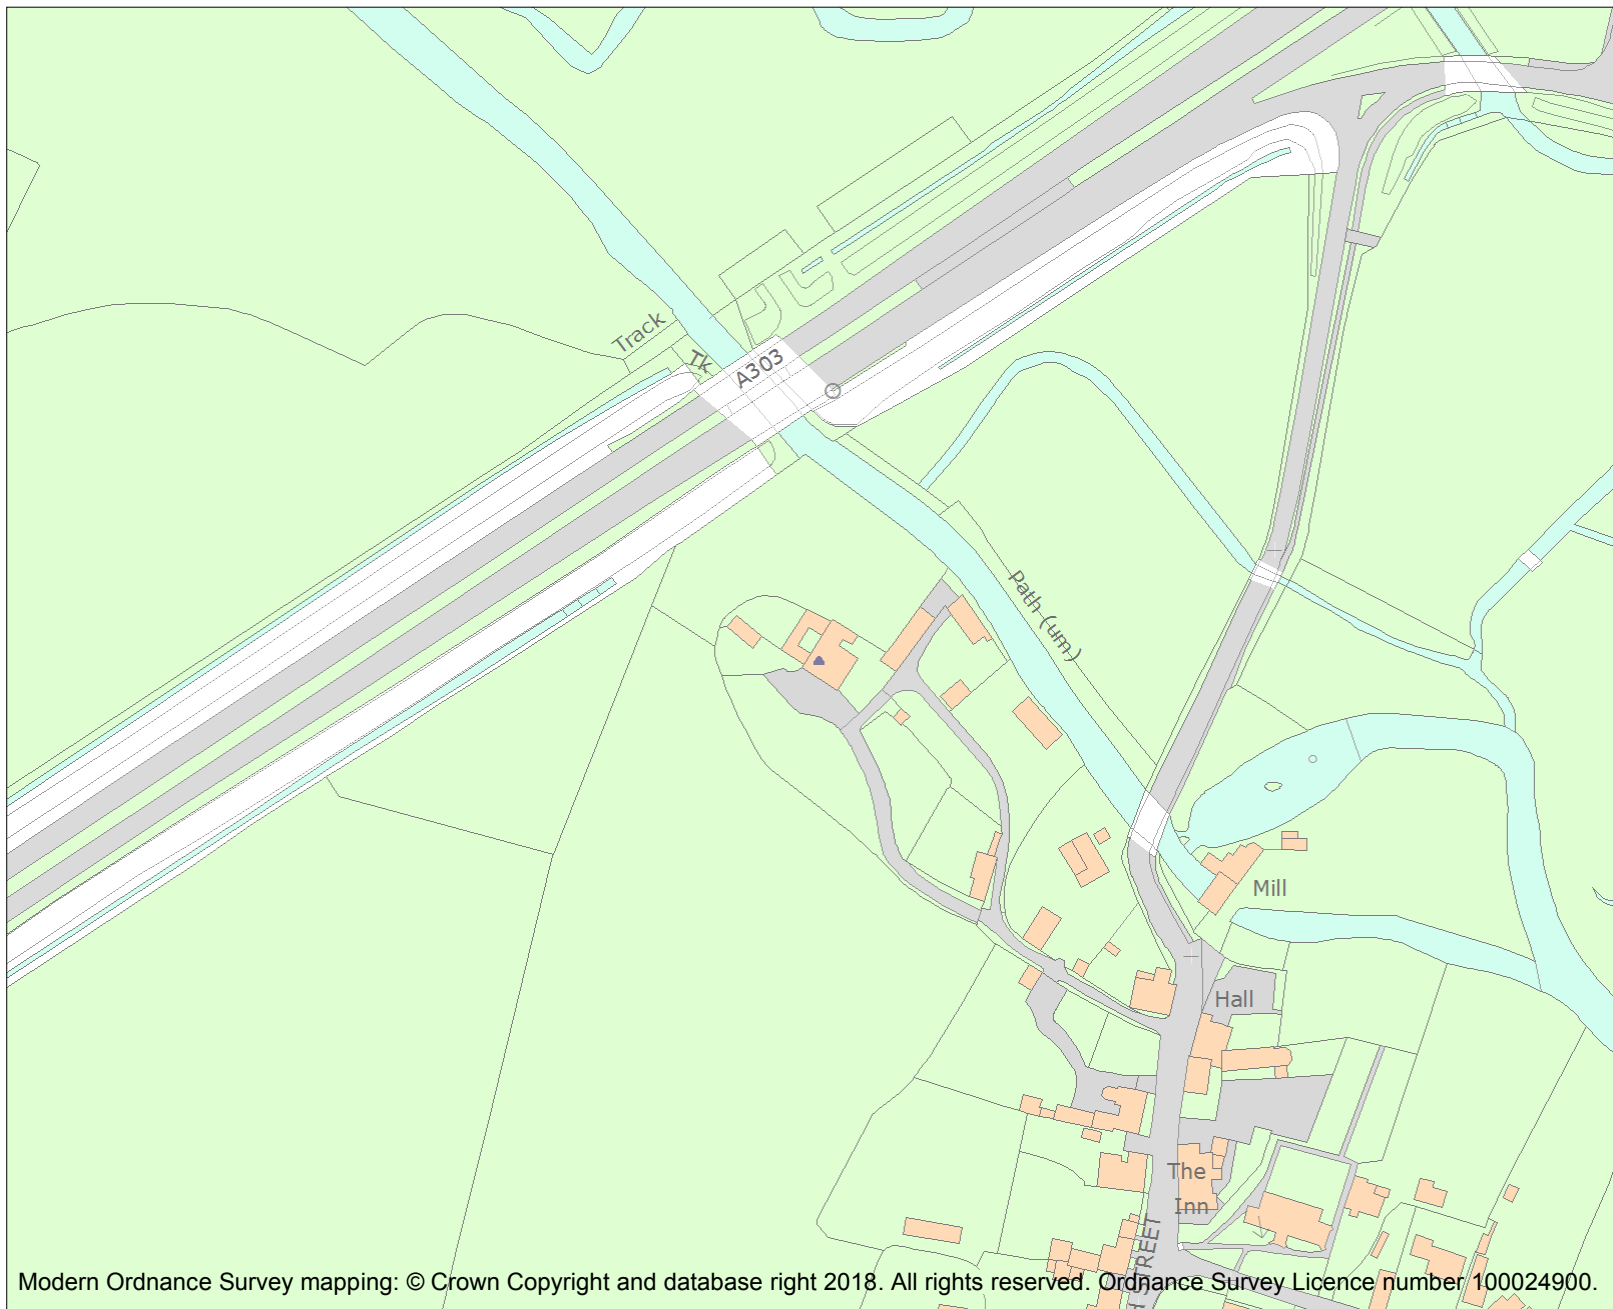 Track
Tk
A303
Path (um)
Mill
Hall
The
Inn
STREET
Modern Ordnance Survey mapping: © Crown Copyright and database right 2018. All rights reserved. Ordnance Survey Licence number 100024900.